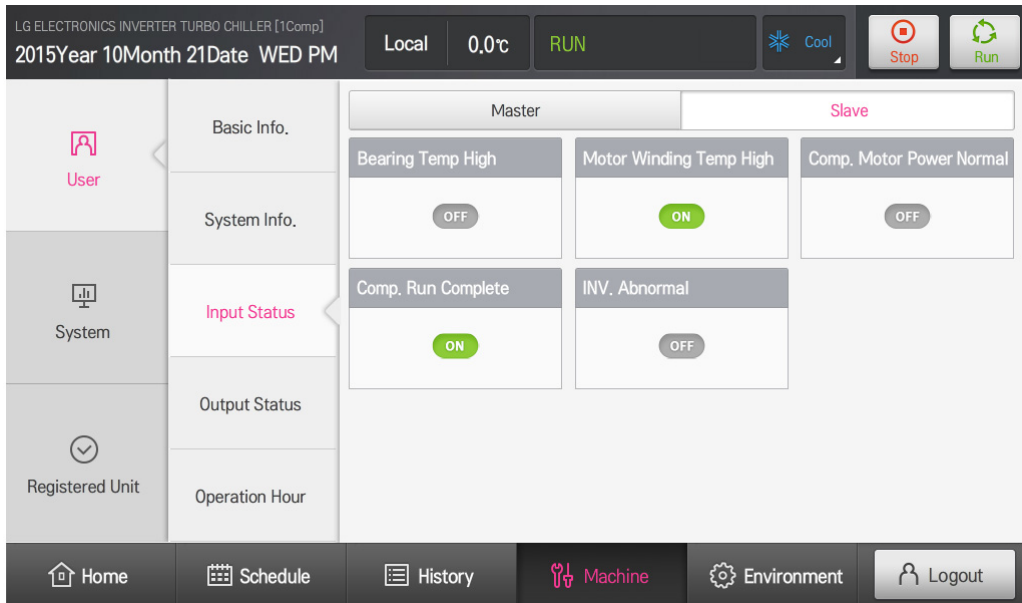 LG ELECTRONICS INVERTER TURBO CHILLER [1Comp]
2015Year 10Month 21Date WED PM
Local
0.0℃
RUN
Cool
Stop
Run
User
System
Registered Unit
Basic Info.
System Info.
Input Status
Output Status
Operation Hour
Master
Slave
Bearing Temp High
OFF
Motor Winding Temp High
ON
Comp. Motor Power Normal
OFF
Comp. Run Complete
ON
INV. Abnormal
OFF
Home
Schedule
History
Machine
Environment
Logout